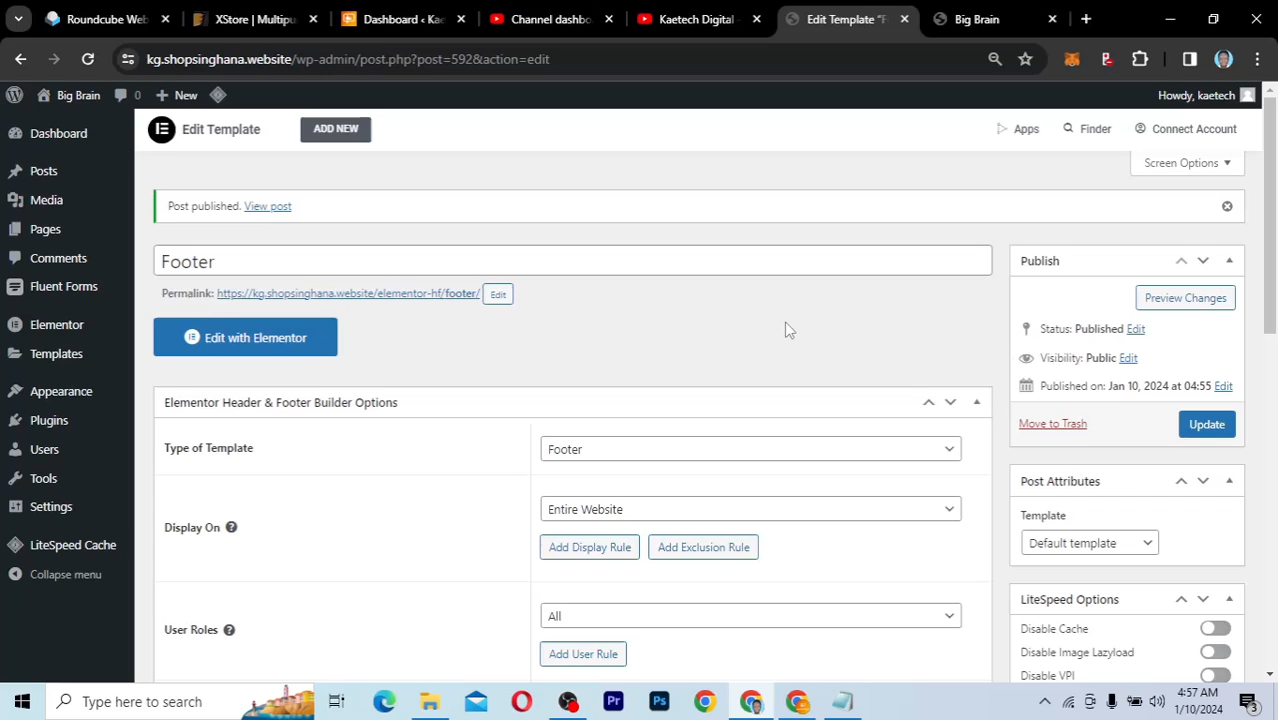 Roundcube Web
XStore | Multipu
Dashboard ‹ Kae
Channel dashbo
Kaetech Digital -
Edit Template "F
Big Brain
kg.shopsinghana.website/wp-admin/post.php?post=592&action=edit
Big Brain
0
New
Howdy, kaetech
Dashboard
Posts
Media
Pages
Comments
Fluent Forms
Elementor
Templates
Appearance
Plugins
Users
Tools
Settings
LiteSpeed Cache
Collapse menu
Edit Template
ADD NEW
Apps
Finder
Connect Account
Screen Options
Post published. View post
Footer
Permalink: https://kg.shopsinghana.website/elementor-hf/footer/ Edit
Edit with Elementor
Elementor Header & Footer Builder Options
Type of Template
Footer
Display On ?
Entire Website
Add Display Rule
Add Exclusion Rule
User Roles ?
All
Add User Rule
Publish
Preview Changes
Status: Published Edit
Visibility: Public Edit
Published on: Jan 10, 2024 at 04:55 Edit
Move to Trash
Update
Post Attributes
Template
Default template
LiteSpeed Options
Disable Cache
Disable Image Lazyload
Disable VPI
Type here to search
Pr
Ps
4:57 AM
1/10/2024
3